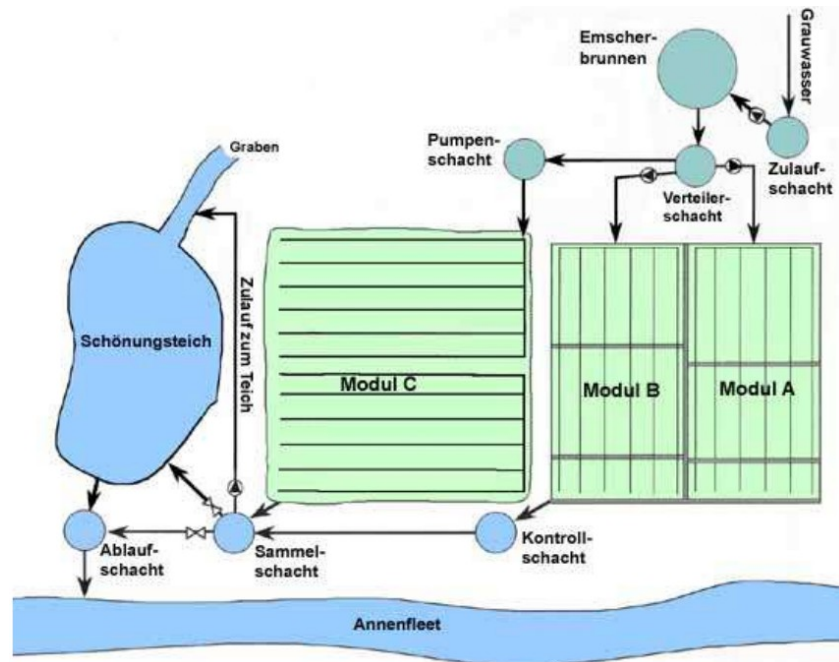 Emscher-
brunnen
Grauwasser
Graben
Pumpen-
schacht
Verteiler-
schacht
Zulauf-
schacht
Zulauf zum Teich
Schönungsteich
Modul C
Modul B
Modul A
Ablauf-
schacht
Sammel-
schacht
Kontroll-
schacht
Annenfleet